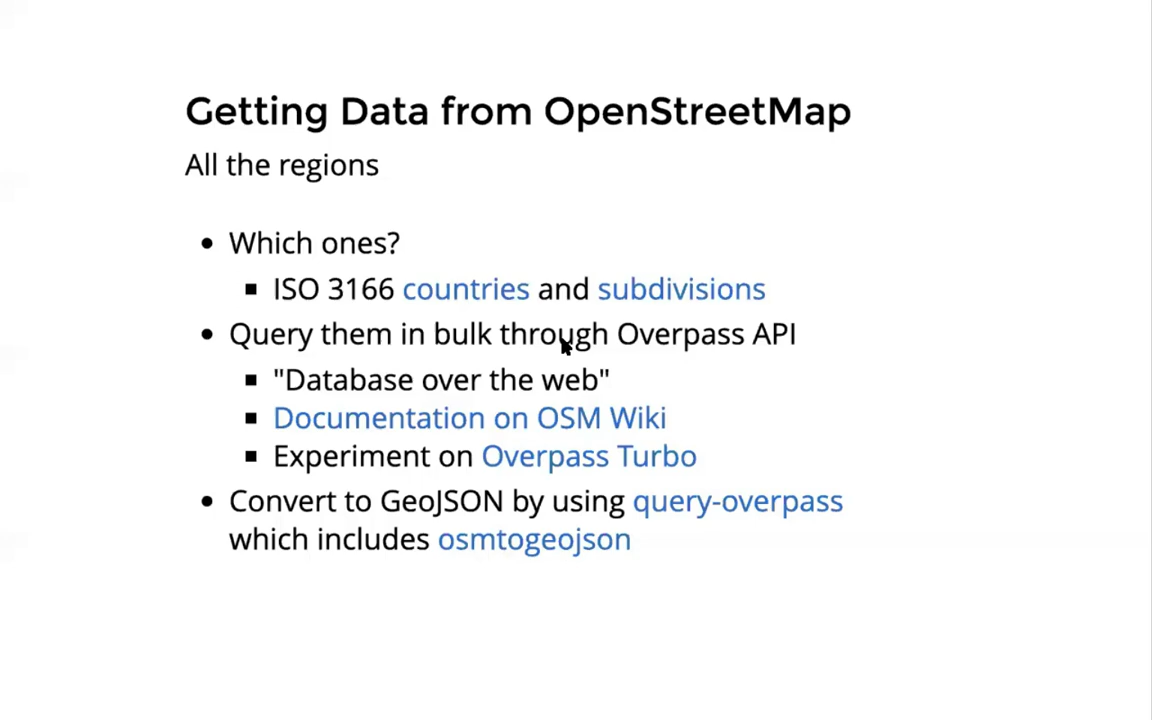 Getting Data from OpenStreetMap
All the regions
• Which ones?
▪ ISO 3166 countries and subdivisions
• Query them in bulk through Overpass API
▪ "Database over the web"
▪ Documentation on OSM Wiki
▪ Experiment on Overpass Turbo
• Convert to GeoJSON by using query-overpass
which includes osmtogeojson